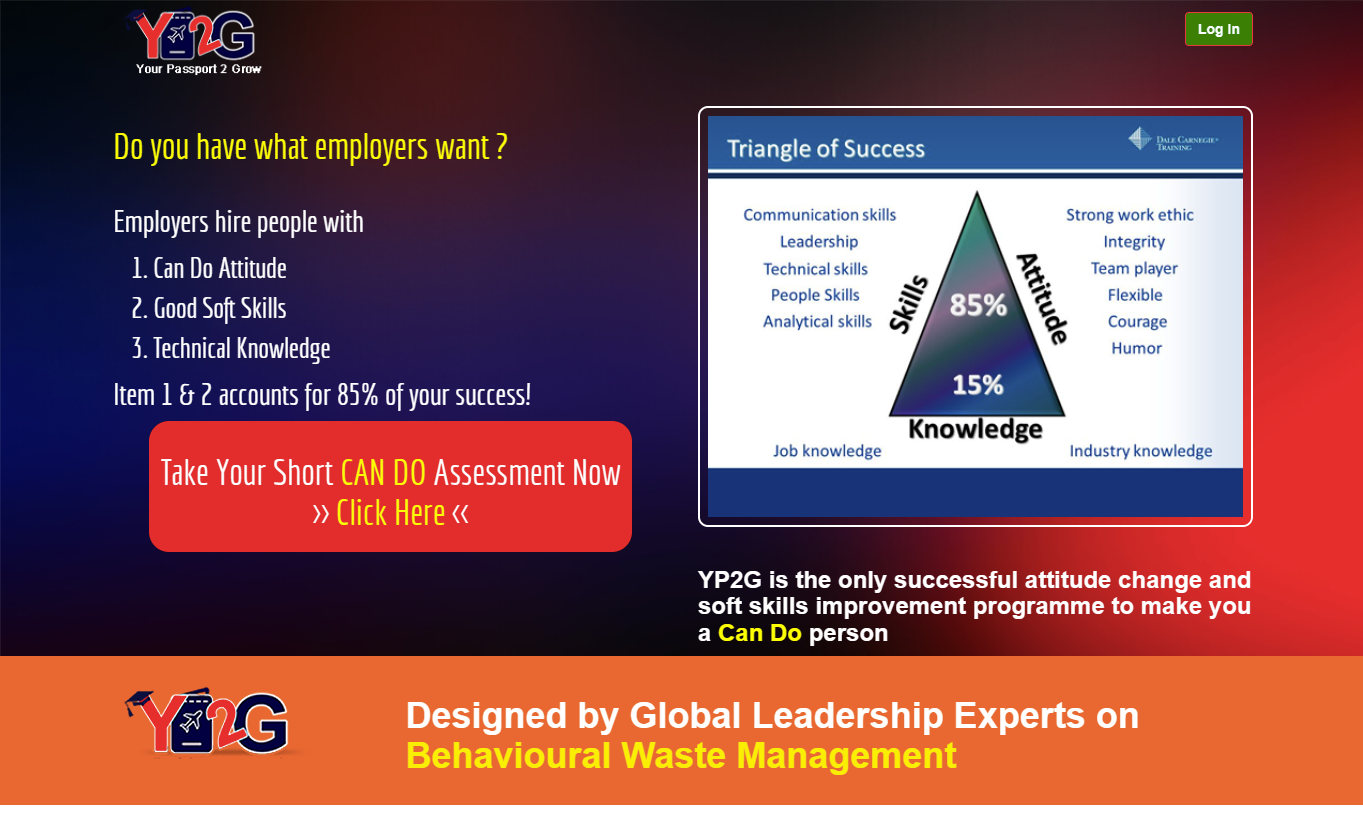 YP2G
Your Passport 2 Grow
Log In
Do you have what employers want ?
Employers hire people with
1. Can Do Attitude
2. Good Soft Skills
3. Technical Knowledge
Item 1 & 2 accounts for 85% of your success!
Take Your Short CAN DO Assessment Now
>> Click Here <<
Triangle of Success
DALE CARNEGIE®
TRAINING
Communication skills
Leadership
Technical skills
People Skills
Analytical skills
Skills
85%
15%
Attitude
Knowledge
Strong work ethic
Integrity
Team player
Flexible
Courage
Humor
Job knowledge
Industry knowledge
YP2G is the only successful attitude change and
soft skills improvement programme to make you
a Can Do person
YP2G
Designed by Global Leadership Experts on
Behavioural Waste Management